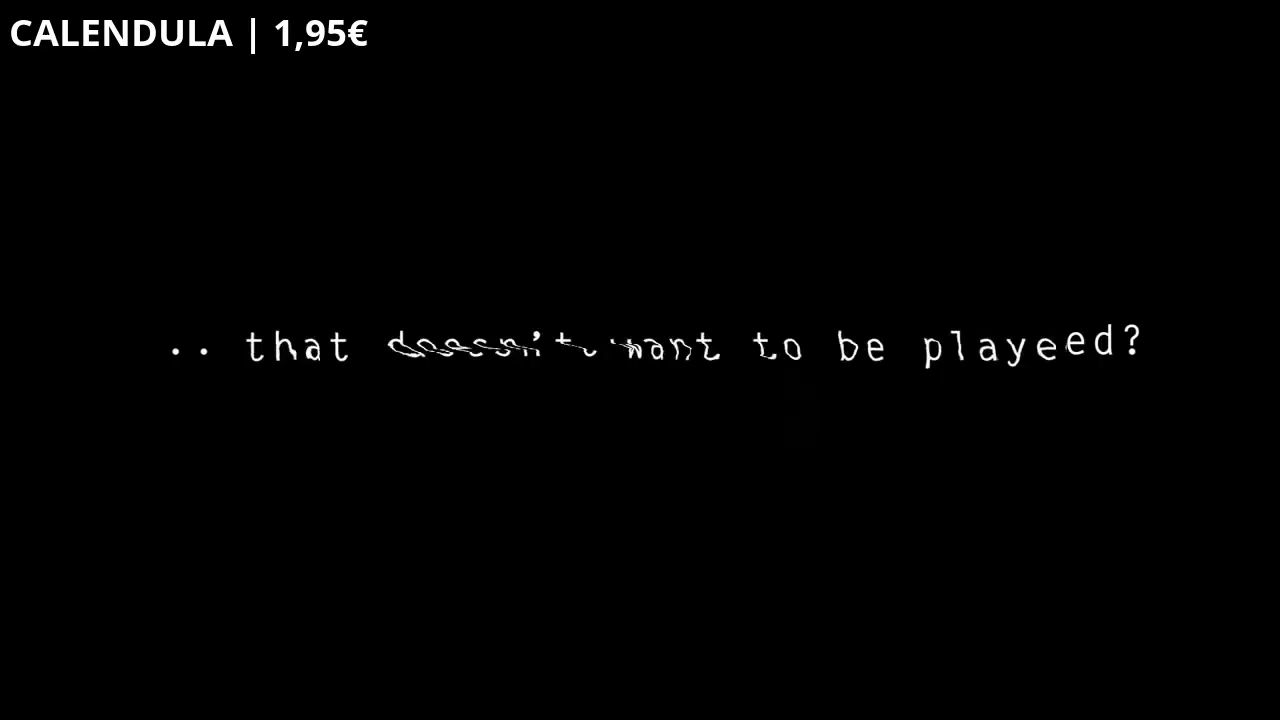 CALENDULA | 1,95€
.. that doesn't want to be playeed?